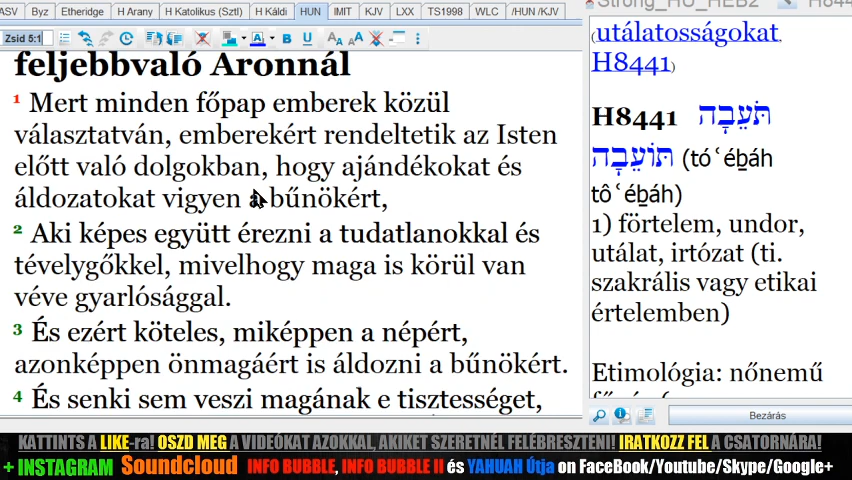 ASV Byz Etheridge H Arany H Katolikus (Sztl) H Káldi HUN IMIT KJV LXX TS1998 WLC /HUN /KJV
Zsid 5:1
B U
feljebbvaló Áronnál
1 Mert minden főpap emberek közül
választatván, emberekért rendeltetik az Isten
előtt való dolgokban, hogy ajándékokat és
áldozatokat vigyen a bűnökért,
2 Aki képes együtt érezni a tudatlanokkal és
tévelygőkkel, mivelhogy maga is körül van
véve gyarlósággal.
3 És ezért köteles, miképpen a népért,
azonképpen önmagáért is áldozni a bűnökért.
4 És senki sem veszi magának e tisztességet,
Strong_HU_HEB2
(utálatosságokat,
H8441)
H8441 תֹּעֵבָה
תּוֹעֵבָה (tóʿéḇáh
tôʿéḇáh)
1) förtelem, undor,
utálat, irtózat (ti.
szakrális vagy etikai
értelemben)
Etimológia: nőnemű
Bezárás
KATTINTS A LIKE-ra! OSZD MEG A VIDEÓKAT AZOKKAL, AKIKET SZERETNÉL FELÉBRESZTENI! IRATKOZZ FEL A CSATORNÁRA!
+ INSTAGRAM Soundcloud INFO BUBBLE, INFO BUBBLE II és YAHUAH Útja on FaceBook/Youtube/Skype/Google+